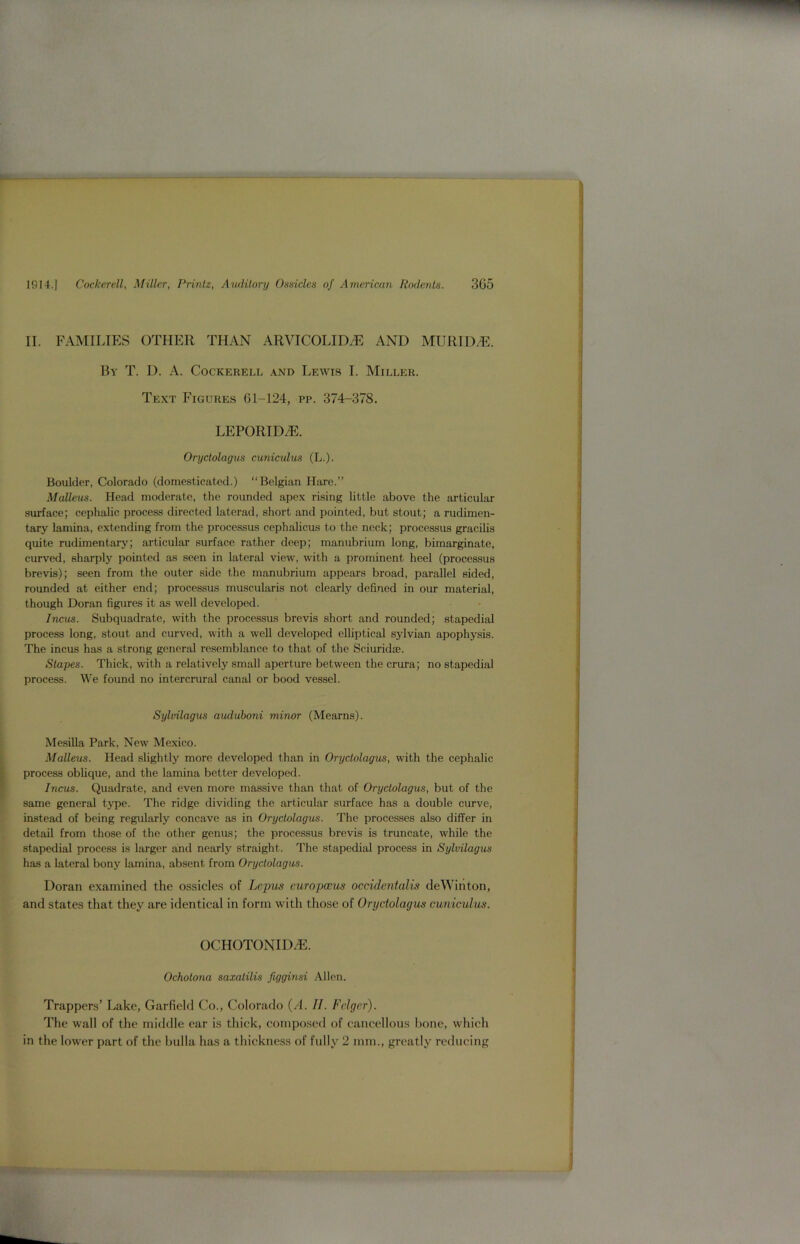 1914.] Cockerell, Miller, Printz, Auditory Ossicles of American Rodents. 365
II. FAMILIES OTHER THAN ARVICOLIDÆ AND MURIDÆ.
By T. D. A. Cockerell and Lewis I. Miller.
Text Figures 61-124, pp. 374-378.
LEPORIDÆ.
Oryctolagus cuniculus (L.).
Boulder, Colorado (domesticated.) “Belgian Hare.”
Malleus. Head moderate, the rounded apex rising little above the articular
surface; cephalic process directed laterad, short and pointed, but stout; a rudimen-
tary lamina, extending from the processus cephalicus to the neck; processus gracilis
quite rudimentary; articular surface rather deep; manubrium long, bimarginate,
curved, sharply pointed as seen in lateral view, with a prominent heel (processus
brevis); seen from the outer side the manubrium appears broad, parallel sided,
rounded at either end; processus muscularis not clearly defined in our material,
though Doran figures it as well developed.
Incus. Subquadrate, with the processus brevis short and rounded; stapedial
process long, stout and curved, with a well developed elliptical sylvian apophysis.
The incus has a strong general resemblance to that of the Sciuridæ.
Stapes. Thick, with a relatively small aperture between the crura; no stapedial
process. We found no intercrural canal or bood vessel.
Sylvilagus auduboni minor (Mearns).
Mesilla Park, New Mexico.
Malleus. Head slightly more developed than in Oryctolagus, with the cephalic
process oblique, and the lamina better developed.
Incus. Quadrate, and even more massive than that of Oryctolagus, but of the
same general type. The ridge dividing the articular surface has a double curve,
instead of being regularly concave as in Oryctolagus. The processes also differ in
detail from those of the other genus; the processus brevis is truncate, while the
stapedial process is larger and nearly straight. The stapedial process in Sylvilagus
has a lateral bony lamina, absent from Oryctolagus.
Doran examined the ossicles of Lepus europæus occidentalis deWinton,
and states that they are identical in form with those of Oryctolagus cuniculus.
OCHOTONIDÆ.
Ochotona saxatilis figginsi Allen.
Trappers’ Lake, Garfield Co., Colorado (A. H. Felger).
The wall of the middle ear is thick, composed of cancellous bone, which
in the lower part of the bulla has a thickness of fully 2 mm., greatly reducing